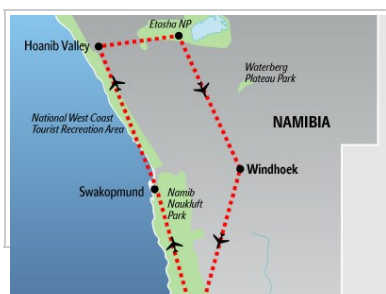 Etosha NP
Hoanib Valley
Waterberg
Plateau Park
National West Coast
Tourist Recreation Area
NAMIBIA
Windhoek
Swakopmund
Namib
Naukluft
Park